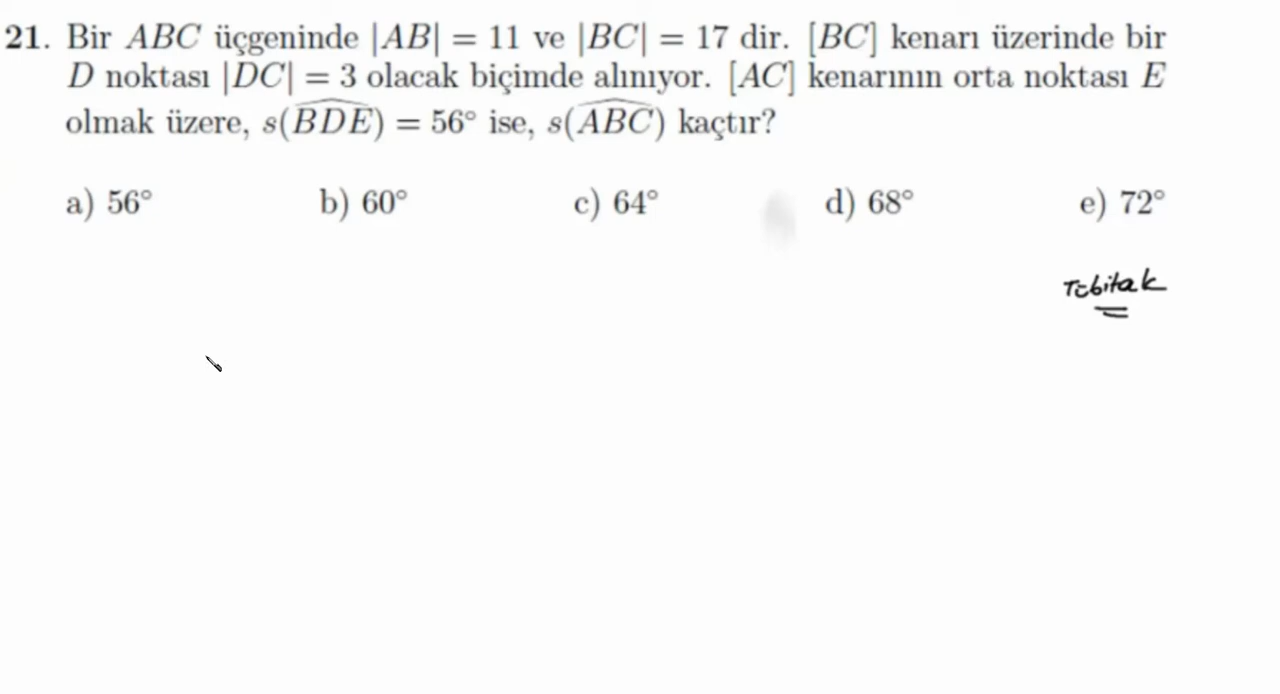 21. Bir ABC üçgeninde |AB| = 11 ve |BC| = 17 dir. [BC] kenarı üzerinde bir
D noktası |DC| = 3 olacak biçimde alınıyor. [AC] kenarının orta noktası E
olmak üzere, s(BDE) = 56° ise, s(ABC) kaçtır?
a) 56° b) 60° c) 64° d) 68° e) 72°
Tübitak